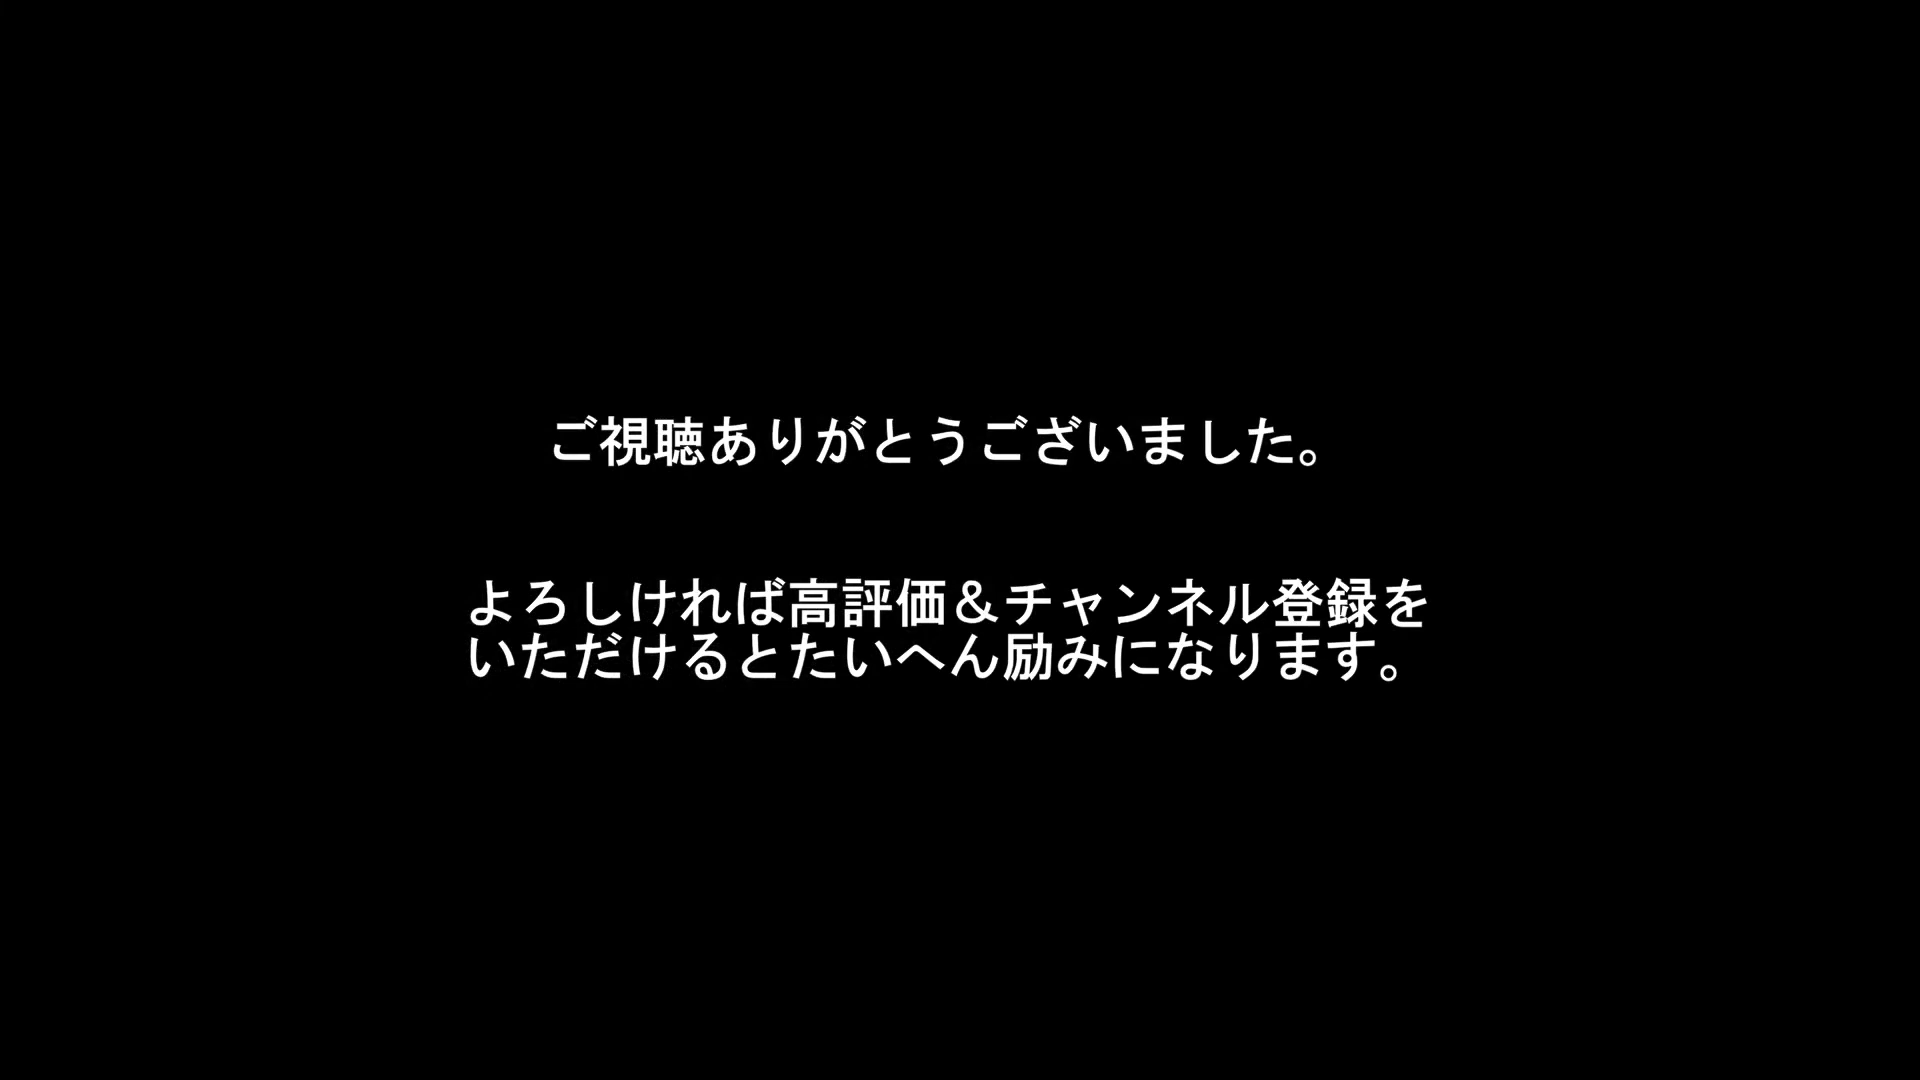 ご視聴ありがとうございました。
よろしければ高評価＆チャンネル登録を
いただけるとたいへん励みになります。